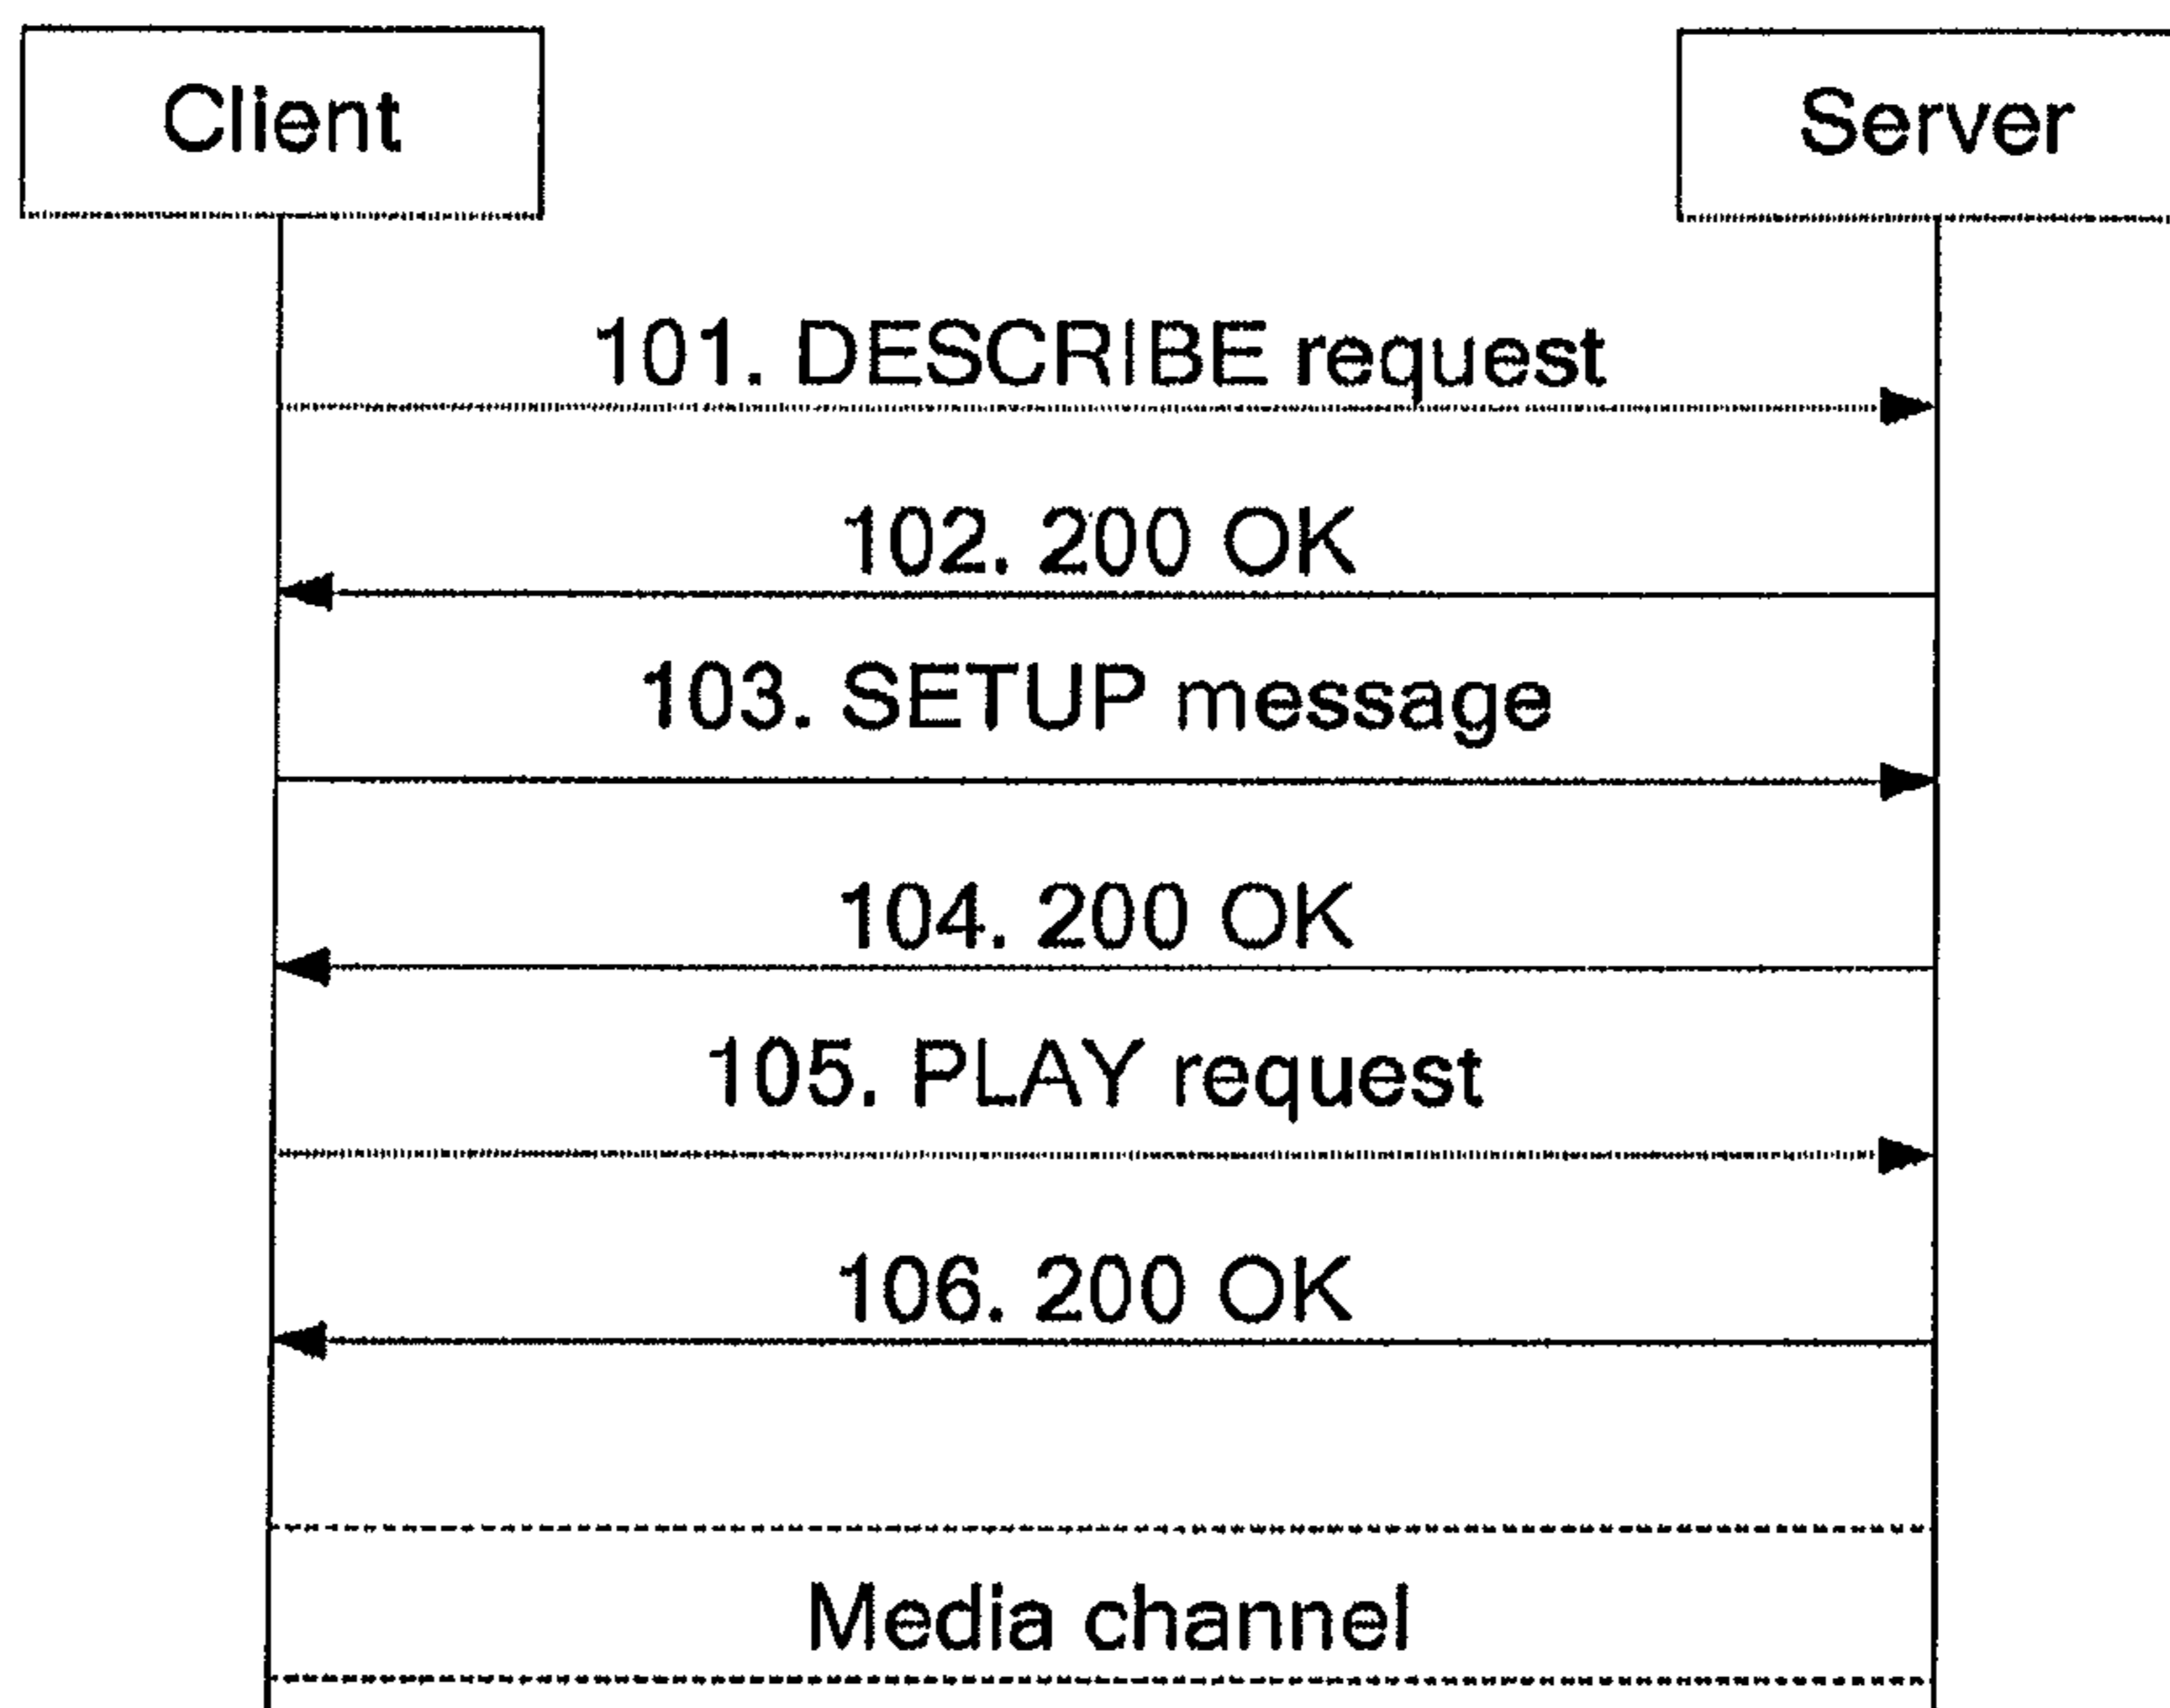 Client
Server
101. DESCRIBE request
102. 200 OK
103. SETUP message
104. 200 OK
105. PLAY request
106. 200 OK
Media channel